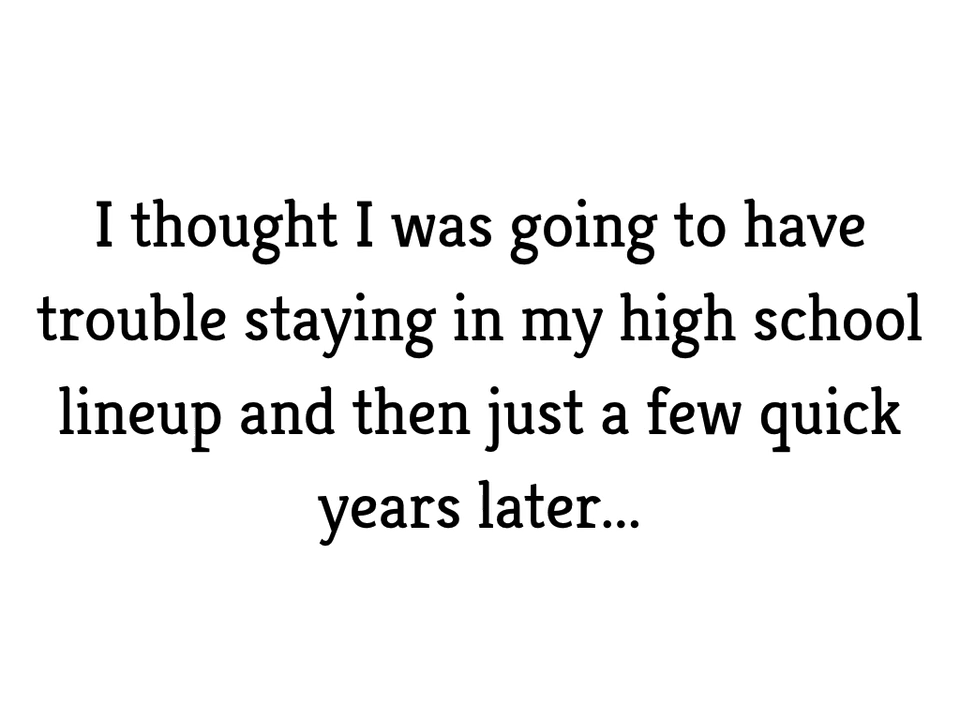 I thought I was going to have
trouble staying in my high school
lineup and then just a few quick
years later...